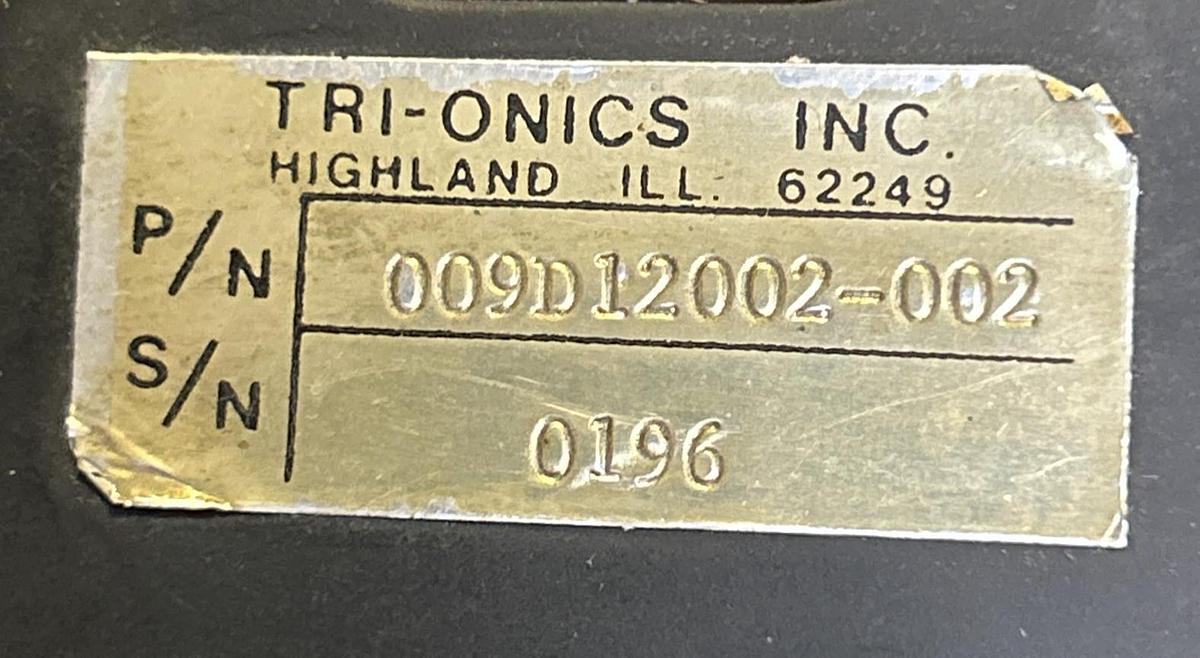 TRI-ONICS INC.
HIGHLAND ILL. 62249
P/N 009D12002-002
S/N 0196